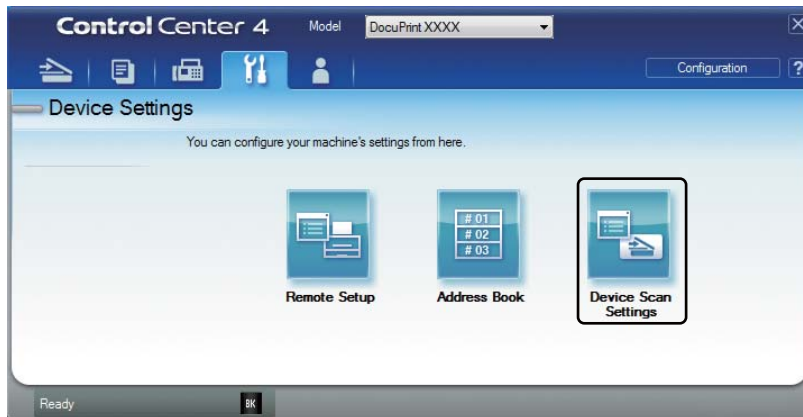 Control Center 4 Model DocuPrint XXXX
Configuration ?
Device Settings
You can configure your machine's settings from here.
# 01
# 02
# 03
Remote Setup Address Book Device Scan
Settings
Ready BK